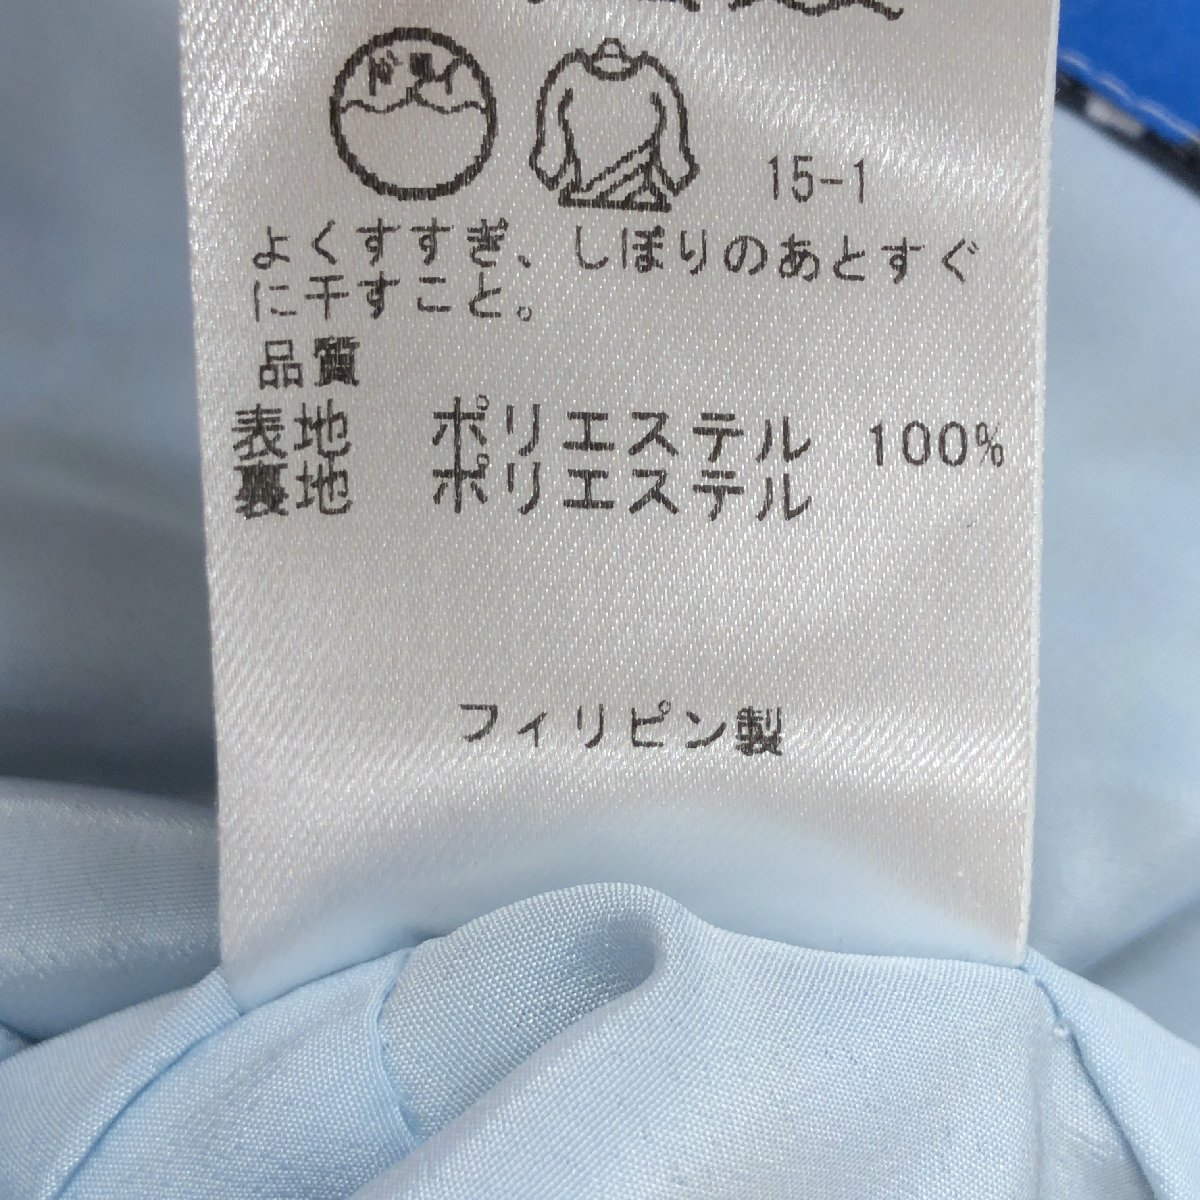 ドライ
15-1
よくすすぎ、しぼりのあとすぐ
に干すこと。
品質
表地 ポリエステル 100%
裏地 ポリエステル
フィリピン製